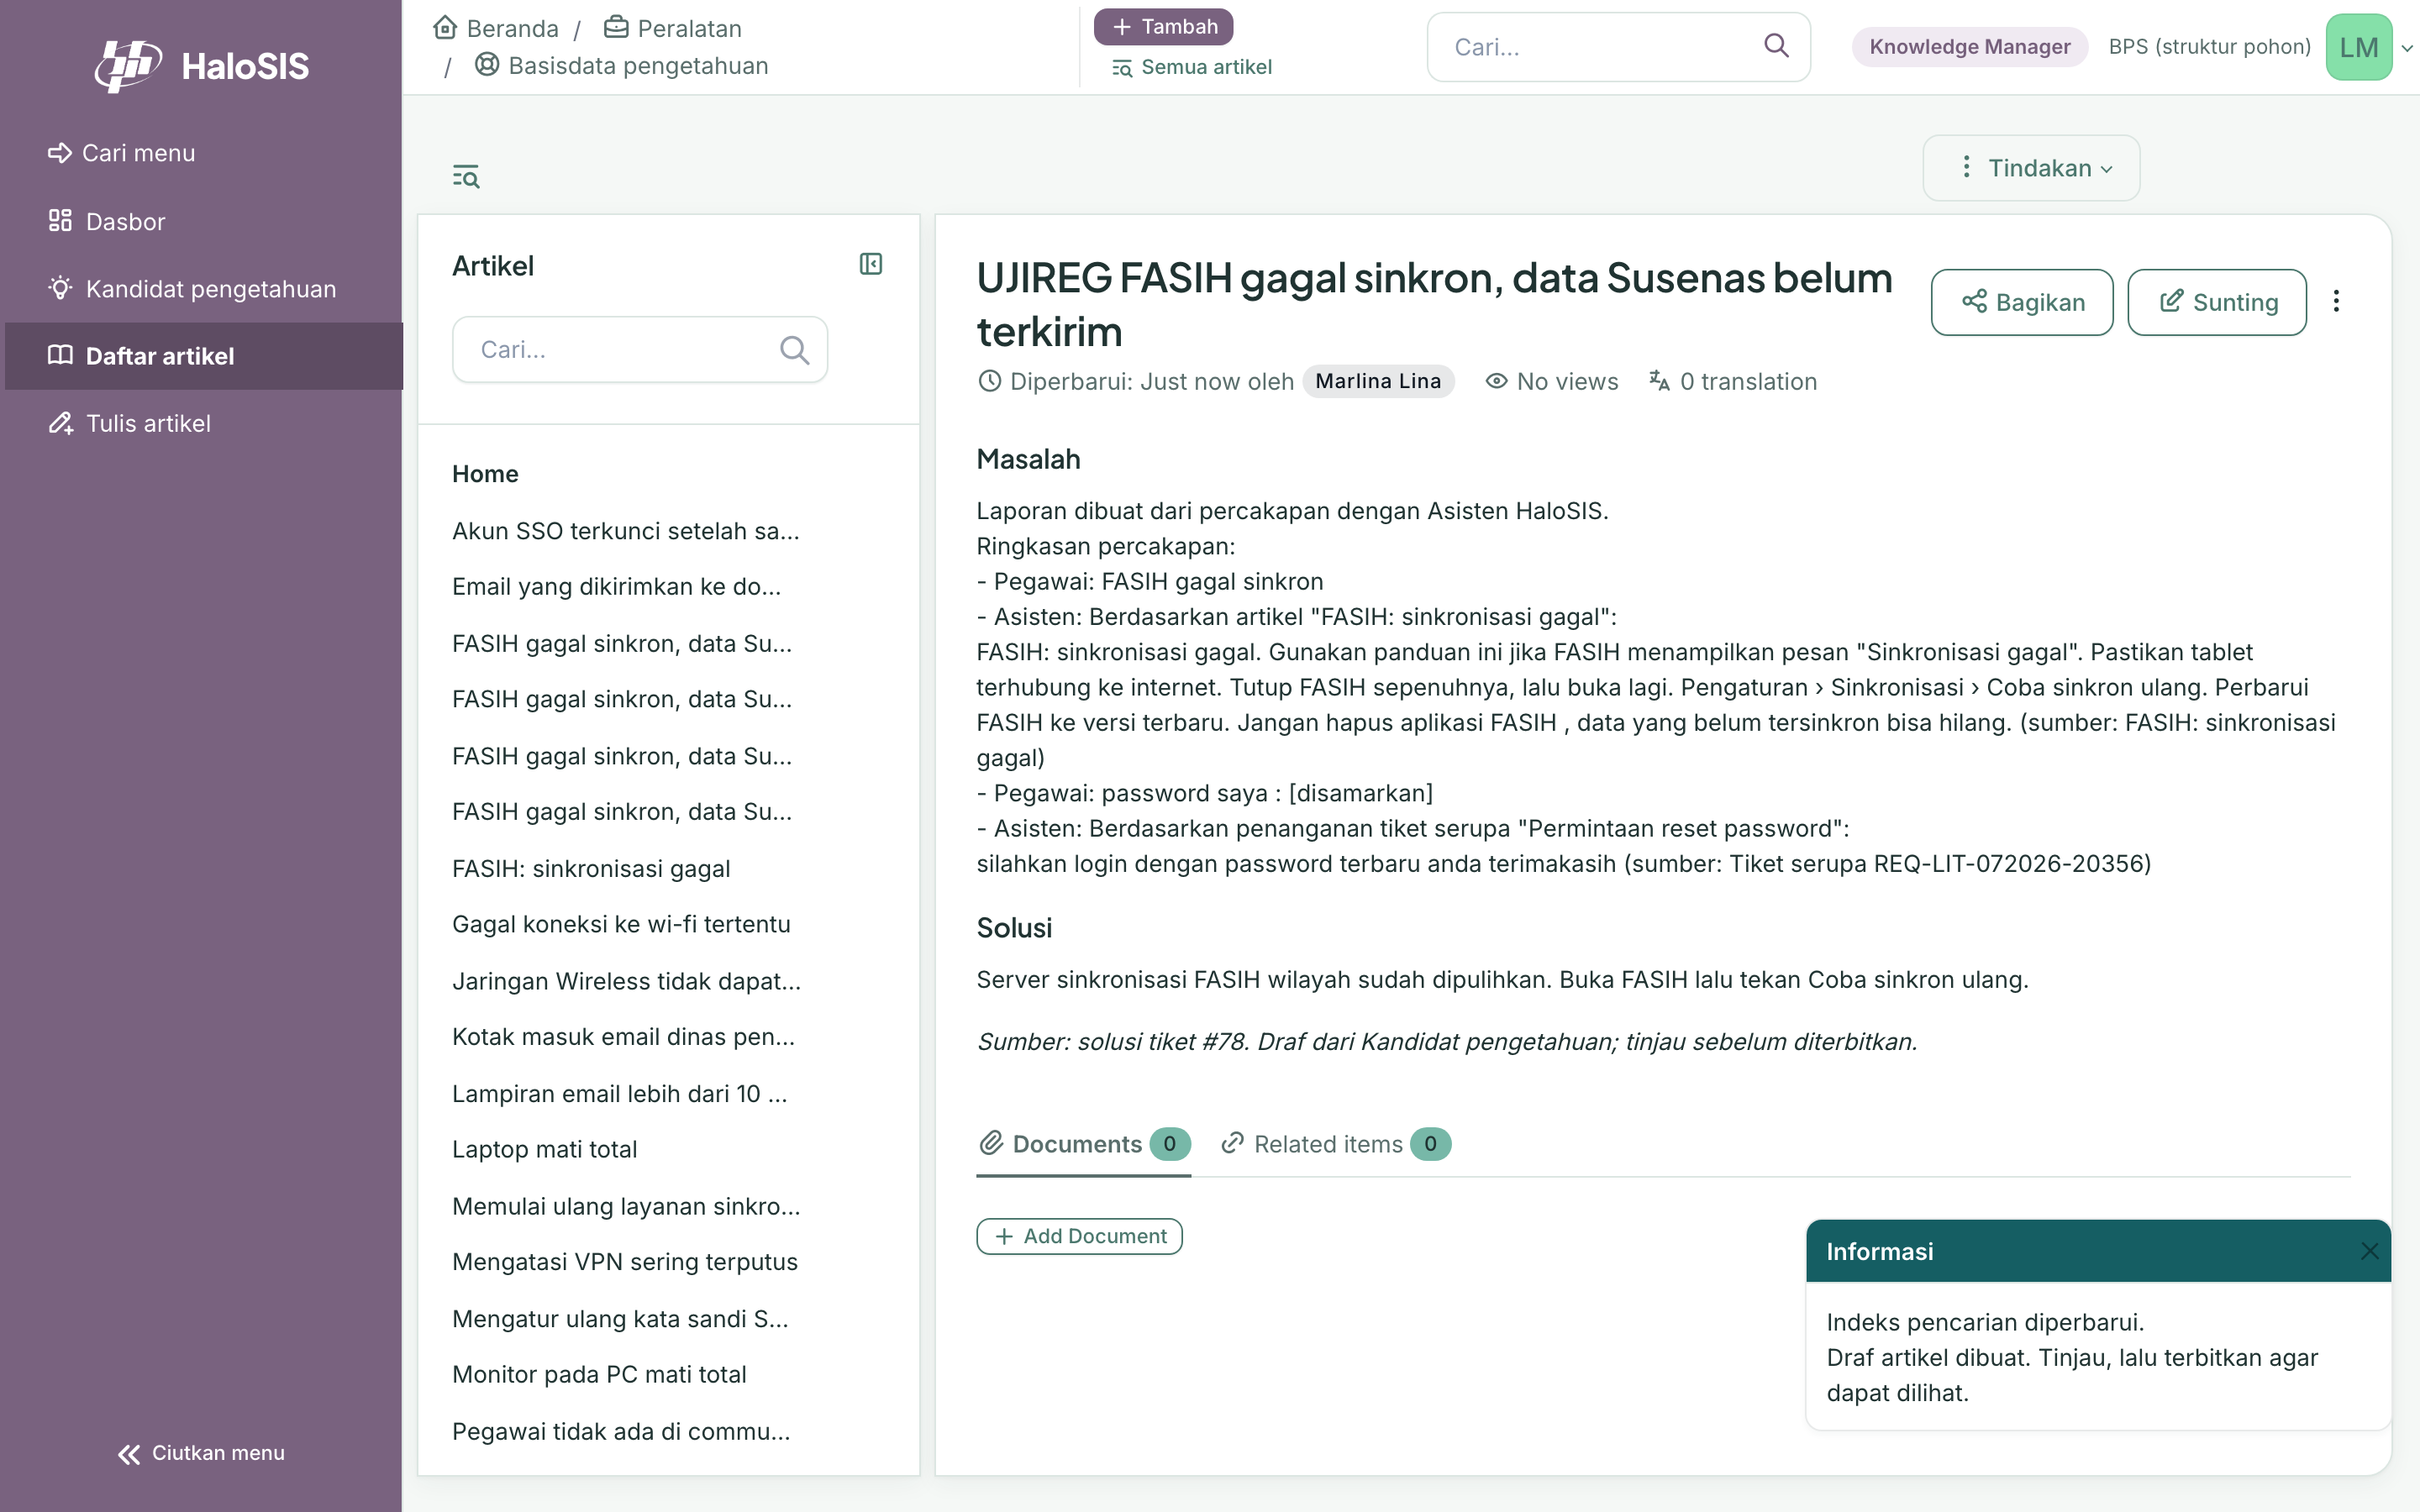 HaloSIS
Cari menu
Dasbor
Kandidat pengetahuan
Daftar artikel
Tulis artikel
Ciutkan menu
Beranda / Peralatan
/ Basisdata pengetahuan
+ Tambah
Semua artikel
Cari...
Knowledge Manager
BPS (struktur pohon)
LM
Tindakan
Artikel
Cari...
Home
Akun SSO terkunci setelah sa...
Email yang dikirimkan ke do...
FASIH gagal sinkron, data Su...
FASIH gagal sinkron, data Su...
FASIH gagal sinkron, data Su...
FASIH gagal sinkron, data Su...
FASIH: sinkronisasi gagal
Gagal koneksi ke wi-fi tertentu
Jaringan Wireless tidak dapat...
Kotak masuk email dinas pen...
Lampiran email lebih dari 10 ...
Laptop mati total
Memulai ulang layanan sinkro...
Mengatasi VPN sering terputus
Mengatur ulang kata sandi S...
Monitor pada PC mati total
Pegawai tidak ada di commu...
UJIREG FASIH gagal sinkron, data Susenas belum
terkirim
Bagikan
Sunting
Diperbarui: Just now oleh Marlina Lina No views 0 translation
Masalah
Laporan dibuat dari percakapan dengan Asisten HaloSIS.
Ringkasan percakapan:
- Pegawai: FASIH gagal sinkron
- Asisten: Berdasarkan artikel "FASIH: sinkronisasi gagal":
FASIH: sinkronisasi gagal. Gunakan panduan ini jika FASIH menampilkan pesan "Sinkronisasi gagal". Pastikan tablet
terhubung ke internet. Tutup FASIH sepenuhnya, lalu buka lagi. Pengaturan › Sinkronisasi › Coba sinkron ulang. Perbarui
FASIH ke versi terbaru. Jangan hapus aplikasi FASIH , data yang belum tersinkron bisa hilang. (sumber: FASIH: sinkronisasi
gagal)
- Pegawai: password saya : [disamarkan]
- Asisten: Berdasarkan penanganan tiket serupa "Permintaan reset password":
silahkan login dengan password terbaru anda terimakasih (sumber: Tiket serupa REQ-LIT-072026-20356)
Solusi
Server sinkronisasi FASIH wilayah sudah dipulihkan. Buka FASIH lalu tekan Coba sinkron ulang.
Sumber: solusi tiket #78. Draf dari Kandidat pengetahuan; tinjau sebelum diterbitkan.
Documents 0 Related items 0
+ Add Document
Informasi
Indeks pencarian diperbarui.
Draf artikel dibuat. Tinjau, lalu terbitkan agar
dapat dilihat.